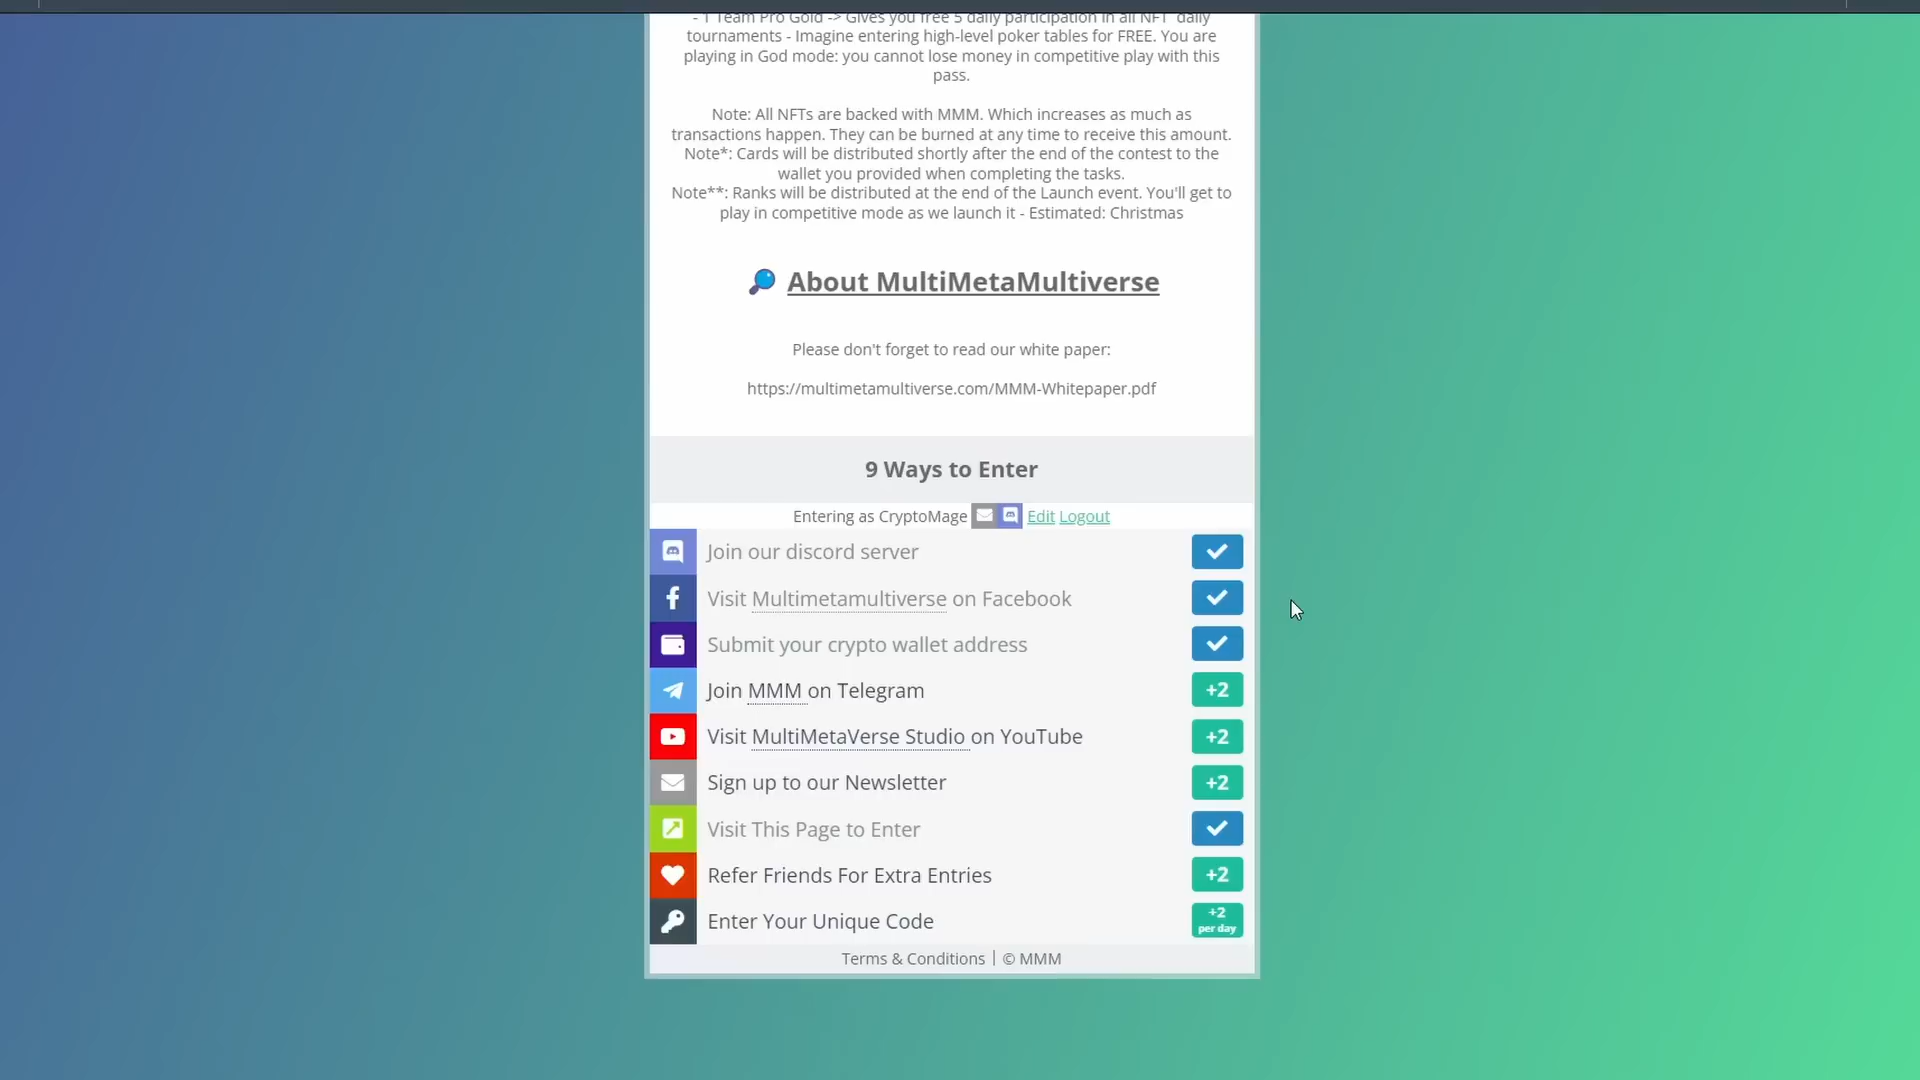 - 1 Team Pro Gold -> Gives you free 5 daily participation in all NFT daily
tournaments - Imagine entering high-level poker tables for FREE. You are
playing in God mode: you cannot lose money in competitive play with this
pass.
Note: All NFTs are backed with MMM. Which increases as much as
transactions happen. They can be burned at any time to receive this amount.
Note*: Cards will be distributed shortly after the end of the contest to the
wallet you provided when completing the tasks.
Note**: Ranks will be distributed at the end of the Launch event. You'll get to
play in competitive mode as we launch it - Estimated: Christmas
About MultiMetaMultiverse
Please don't forget to read our white paper:
https://multimetamultiverse.com/MMM-Whitepaper.pdf
9 Ways to Enter
Entering as CryptoMage Edit Logout
Join our discord server
Visit Multimetamultiverse on Facebook
Submit your crypto wallet address
Join MMM on Telegram +2
Visit MultiMetaVerse Studio on YouTube +2
Sign up to our Newsletter +2
Visit This Page to Enter
Refer Friends For Extra Entries +2
Enter Your Unique Code +2 per day
Terms & Conditions | © MMM